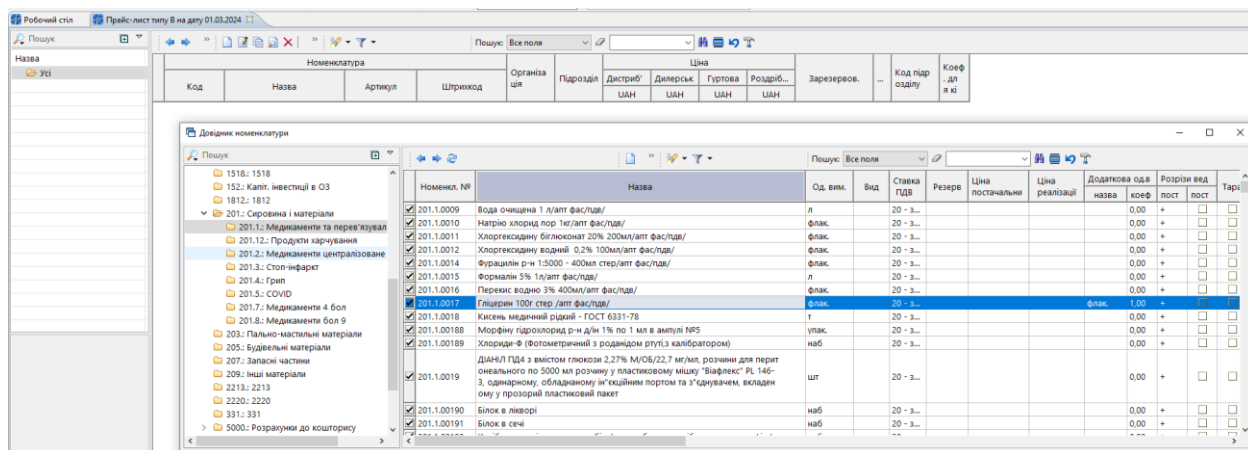 Робочий стіл
Прайс-лист типу В на дату 01.03.2024
Пошук
Пошук: Все поля
Назва
Усі
Номенклатура
Організація
Підрозділ
Ціна
Зарезервов.
...
Код підрозділу
Коеф. для кі
Код
Назва
Артикул
Штрихкод
Дистриб'
Дилерськ
Гуртова
Роздріб...
UAH
UAH
UAH
UAH
Довідник номенклатури
Пошук
Пошук: Все поля
1518.: 1518
152.: Капіт. інвестиції в ОЗ
1812.: 1812
201.: Сировина і матеріали
201.1.: Медикаменти та перев'язувал
201.12.: Продукти харчування
201.2.: Медикаменти централізоване
201.3.: Стоп-інфаркт
201.4.: Грип
201.5.: COVID
201.7.: Медикаменти 4 бол
201.8.: Медикаменти бол 9
203.: Пально-мастильні матеріали
205.: Будівельні матеріали
207.: Запасні частини
209.: Інші матеріали
2213.: 2213
2220.: 2220
331.: 331
5000.: Розрахунки до кошторису
Номенкл. № Назва Од. вим. Вид Ставка ПДВ Резерв Ціна постачальни Ціна реалізації Додаткова од.в Розрізи вед Тара
назва коеф пост пост
201.1.0009 Вода очищена 1 л/апт фас/пдв/ л 20 - з... 0,00 +
201.1.0010 Натрію хлорид пор 1кг/апт фас/пдв/ флак. 20 - з... 0,00 +
201.1.0011 Хлоргексидину біглюконат 20% 200мл/апт фас/пдв/ флак. 20 - з... 0,00 +
201.1.0012 Хлоргексидину водний 0,2% 100мл/апт фас/пдв/ флак. 20 - з... 0,00 +
201.1.0014 Фурацилін р-н 1:5000 - 400мл стер/апт фас/пдв/ флак. 20 - з... 0,00 +
201.1.0015 Формалін 5% 1л/апт фас/пдв/ л 20 - з... 0,00 +
201.1.0016 Перекис водню 3% 400мл/апт фас/пдв/ флак. 20 - з... 0,00 +
201.1.0017 Гліцерин 100г стер /апт фас/пдв/ флак. 20 - з... флак. 1,00 +
201.1.0018 Кисень медичний рідкий - ГОСТ 6331-78 т 20 - з... 0,00 +
201.1.00188 Морфіну гідрохлорид р-н д/ін 1% по 1 мл в ампулі №5 упак. 20 - з... 0,00 +
201.1.00189 Хлориди-Ф (Фотометричний з роданідом ртуті,з калібратором) наб 20 - з... 0,00 +
ДІАНІЛ ПД4 з вмістом глюкози 2,27% М/ОБ/22,7 мг/мл, розчини для перит
онеального по 5000 мл розчину у пластиковому мішку "Віафлекс" PL 146-
201.1.0019 3, одинарному, обладнаному ін"єкційним портом та з"єднувачем, вкладен шт 20 - з... 0,00 +
ому у прозорий пластиковий пакет
201.1.00190 Білок в лікворі наб 20 - з... 0,00 +
201.1.00191 Білок в сечі наб 20 - з... 0,00 +